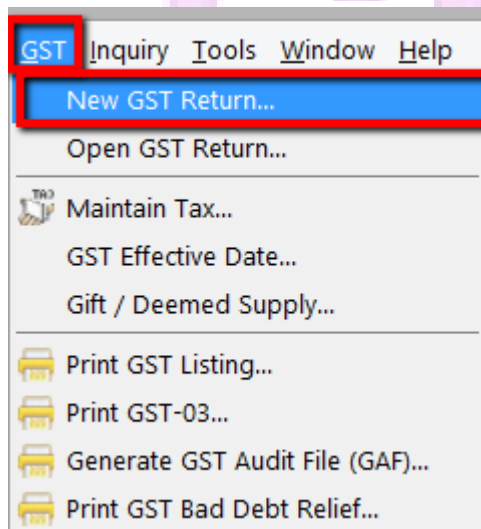 GST Inquiry Tools Window Help
New GST Return...
Open GST Return...
Maintain Tax...
GST Effective Date...
Gift / Deemed Supply...
Print GST Listing...
Print GST-03...
Generate GST Audit File (GAF)...
Print GST Bad Debt Relief...